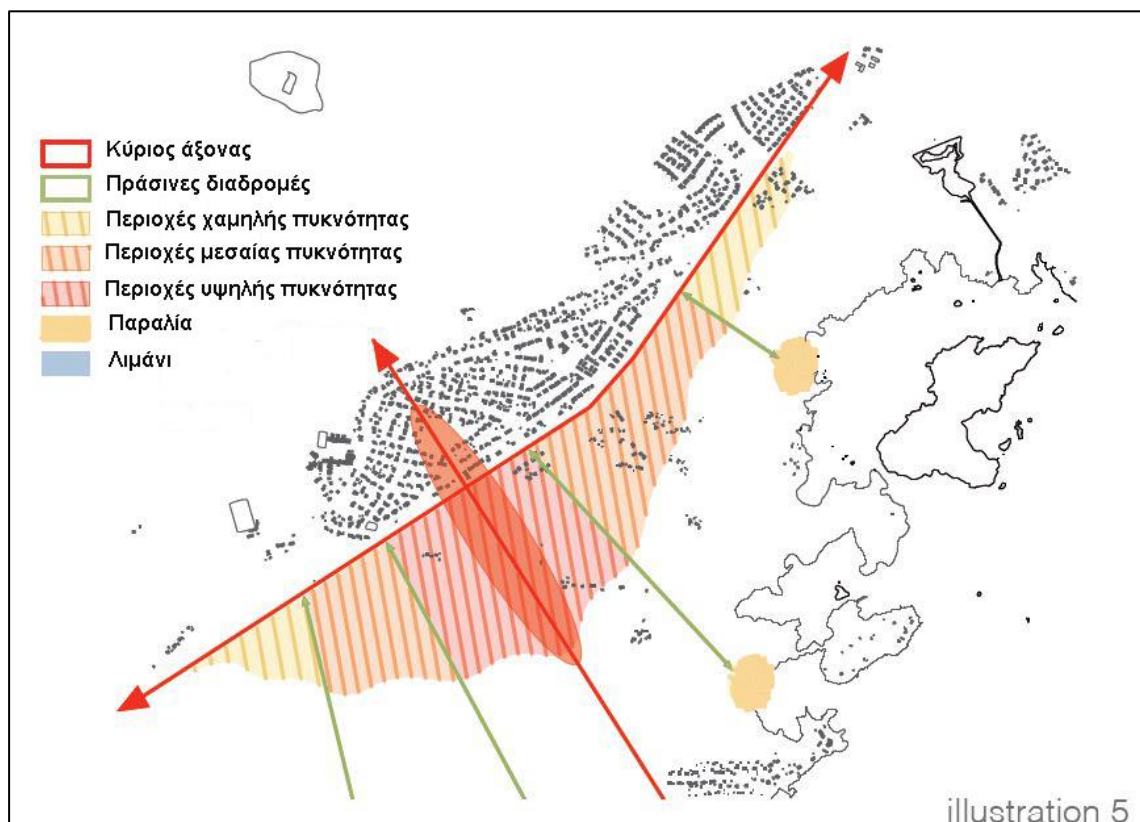 Κύριος άξονας
Πράσινες διαδρομές
Περιοχές χαμηλής πυκνότητας
Περιοχές μεσαίας πυκνότητας
Περιοχές υψηλής πυκνότητας
Παραλία
Λιμάνι
illustration 5